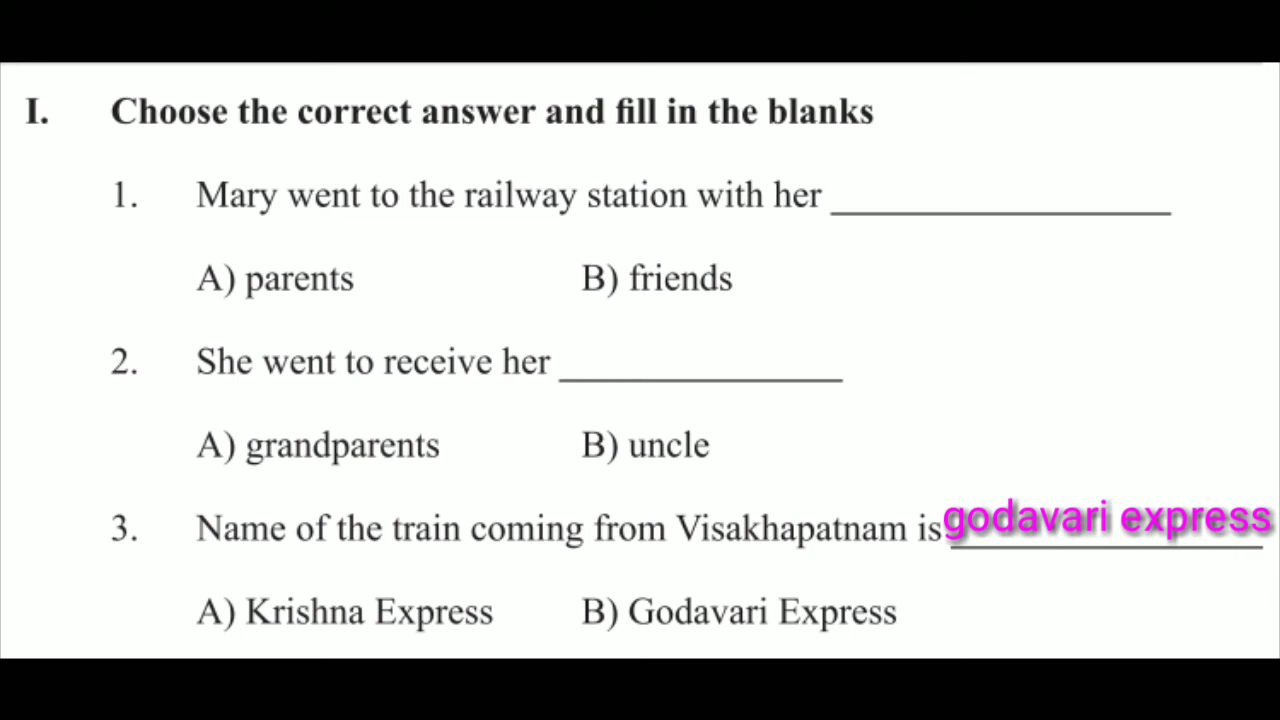 I. Choose the correct answer and fill in the blanks
1. Mary went to the railway station with her ____________________
A) parents B) friends
2. She went to receive her ________________
A) grandparents B) uncle
3. Name of the train coming from Visakhapatnam is godavari express
A) Krishna Express B) Godavari Express